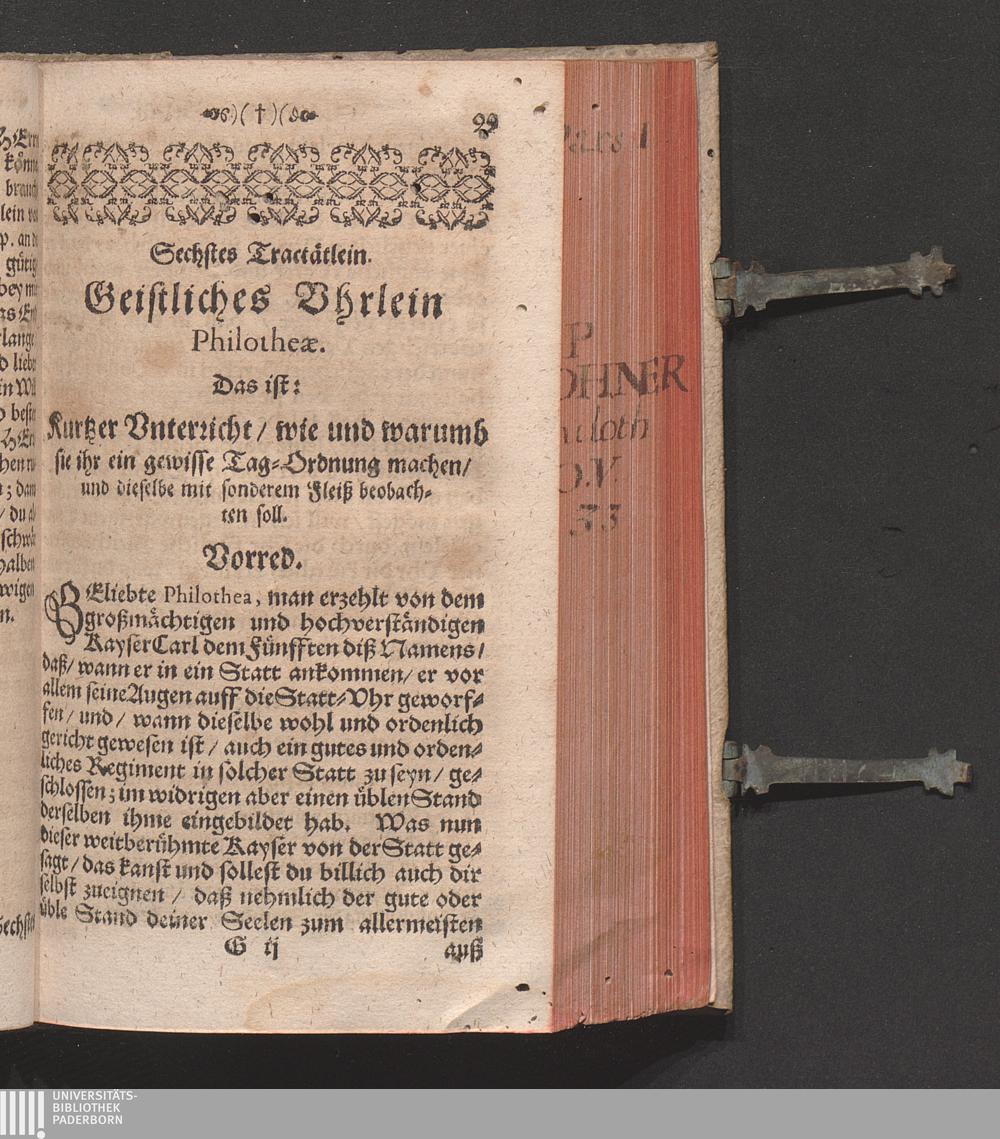 )( † )(
99
Sechstes Tractätlein.
Geistliches Vhrlein
Philotheæ.
Das ist:
Kurtzer Vnterricht / wie und warumb
sie ihr ein gewisse Tag-Ordnung machen/
und dieselbe mit sonderem Fleiß beobach-
ten soll.
Vorred.
GEliebte Philothea, man erzehlt von dem
großmächtigen und hochverständigen
Kayser Carl dem Fünfften diß Namens/
daß/ wann er in ein Statt ankommen/ er vor
allem seine Augen auff die Statt-Vhr geworf-
fen/ und/ wann dieselbe wohl und ordenlich
gericht gewesen ist/ auch ein gutes und orden-
liches Regiment in solcher Statt zu seyn/ ge-
schlossen; im widrigen aber einen üblen Stand
derselben ihme eingebildet hab. Was nun
dieser weitberühmte Kayser von der Statt ge-
sagt/ das kanst und sollest du billich auch dir
selbst zueignen / daß nehmlich der gute oder
üble Stand deiner Seelen zum allermeisten
G ij auß
Pars I
P
OHNER
iloth
O.V.
UNIVERSITÄTS-
BIBLIOTHEK
PADERBORN